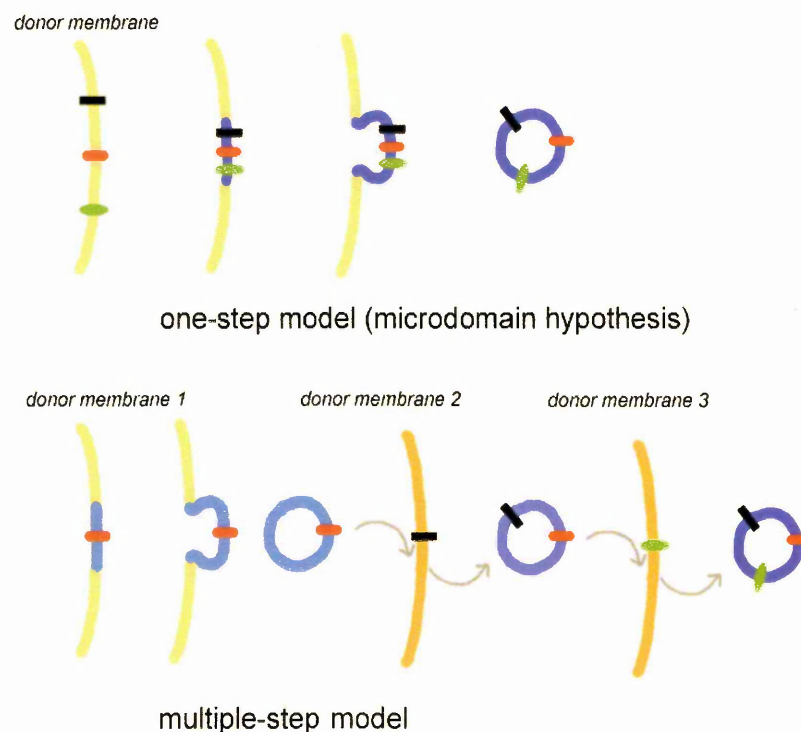 donor membrane
one-step model (microdomain hypothesis)
donor membrane 1
donor membrane 2
donor membrane 3
multiple-step model